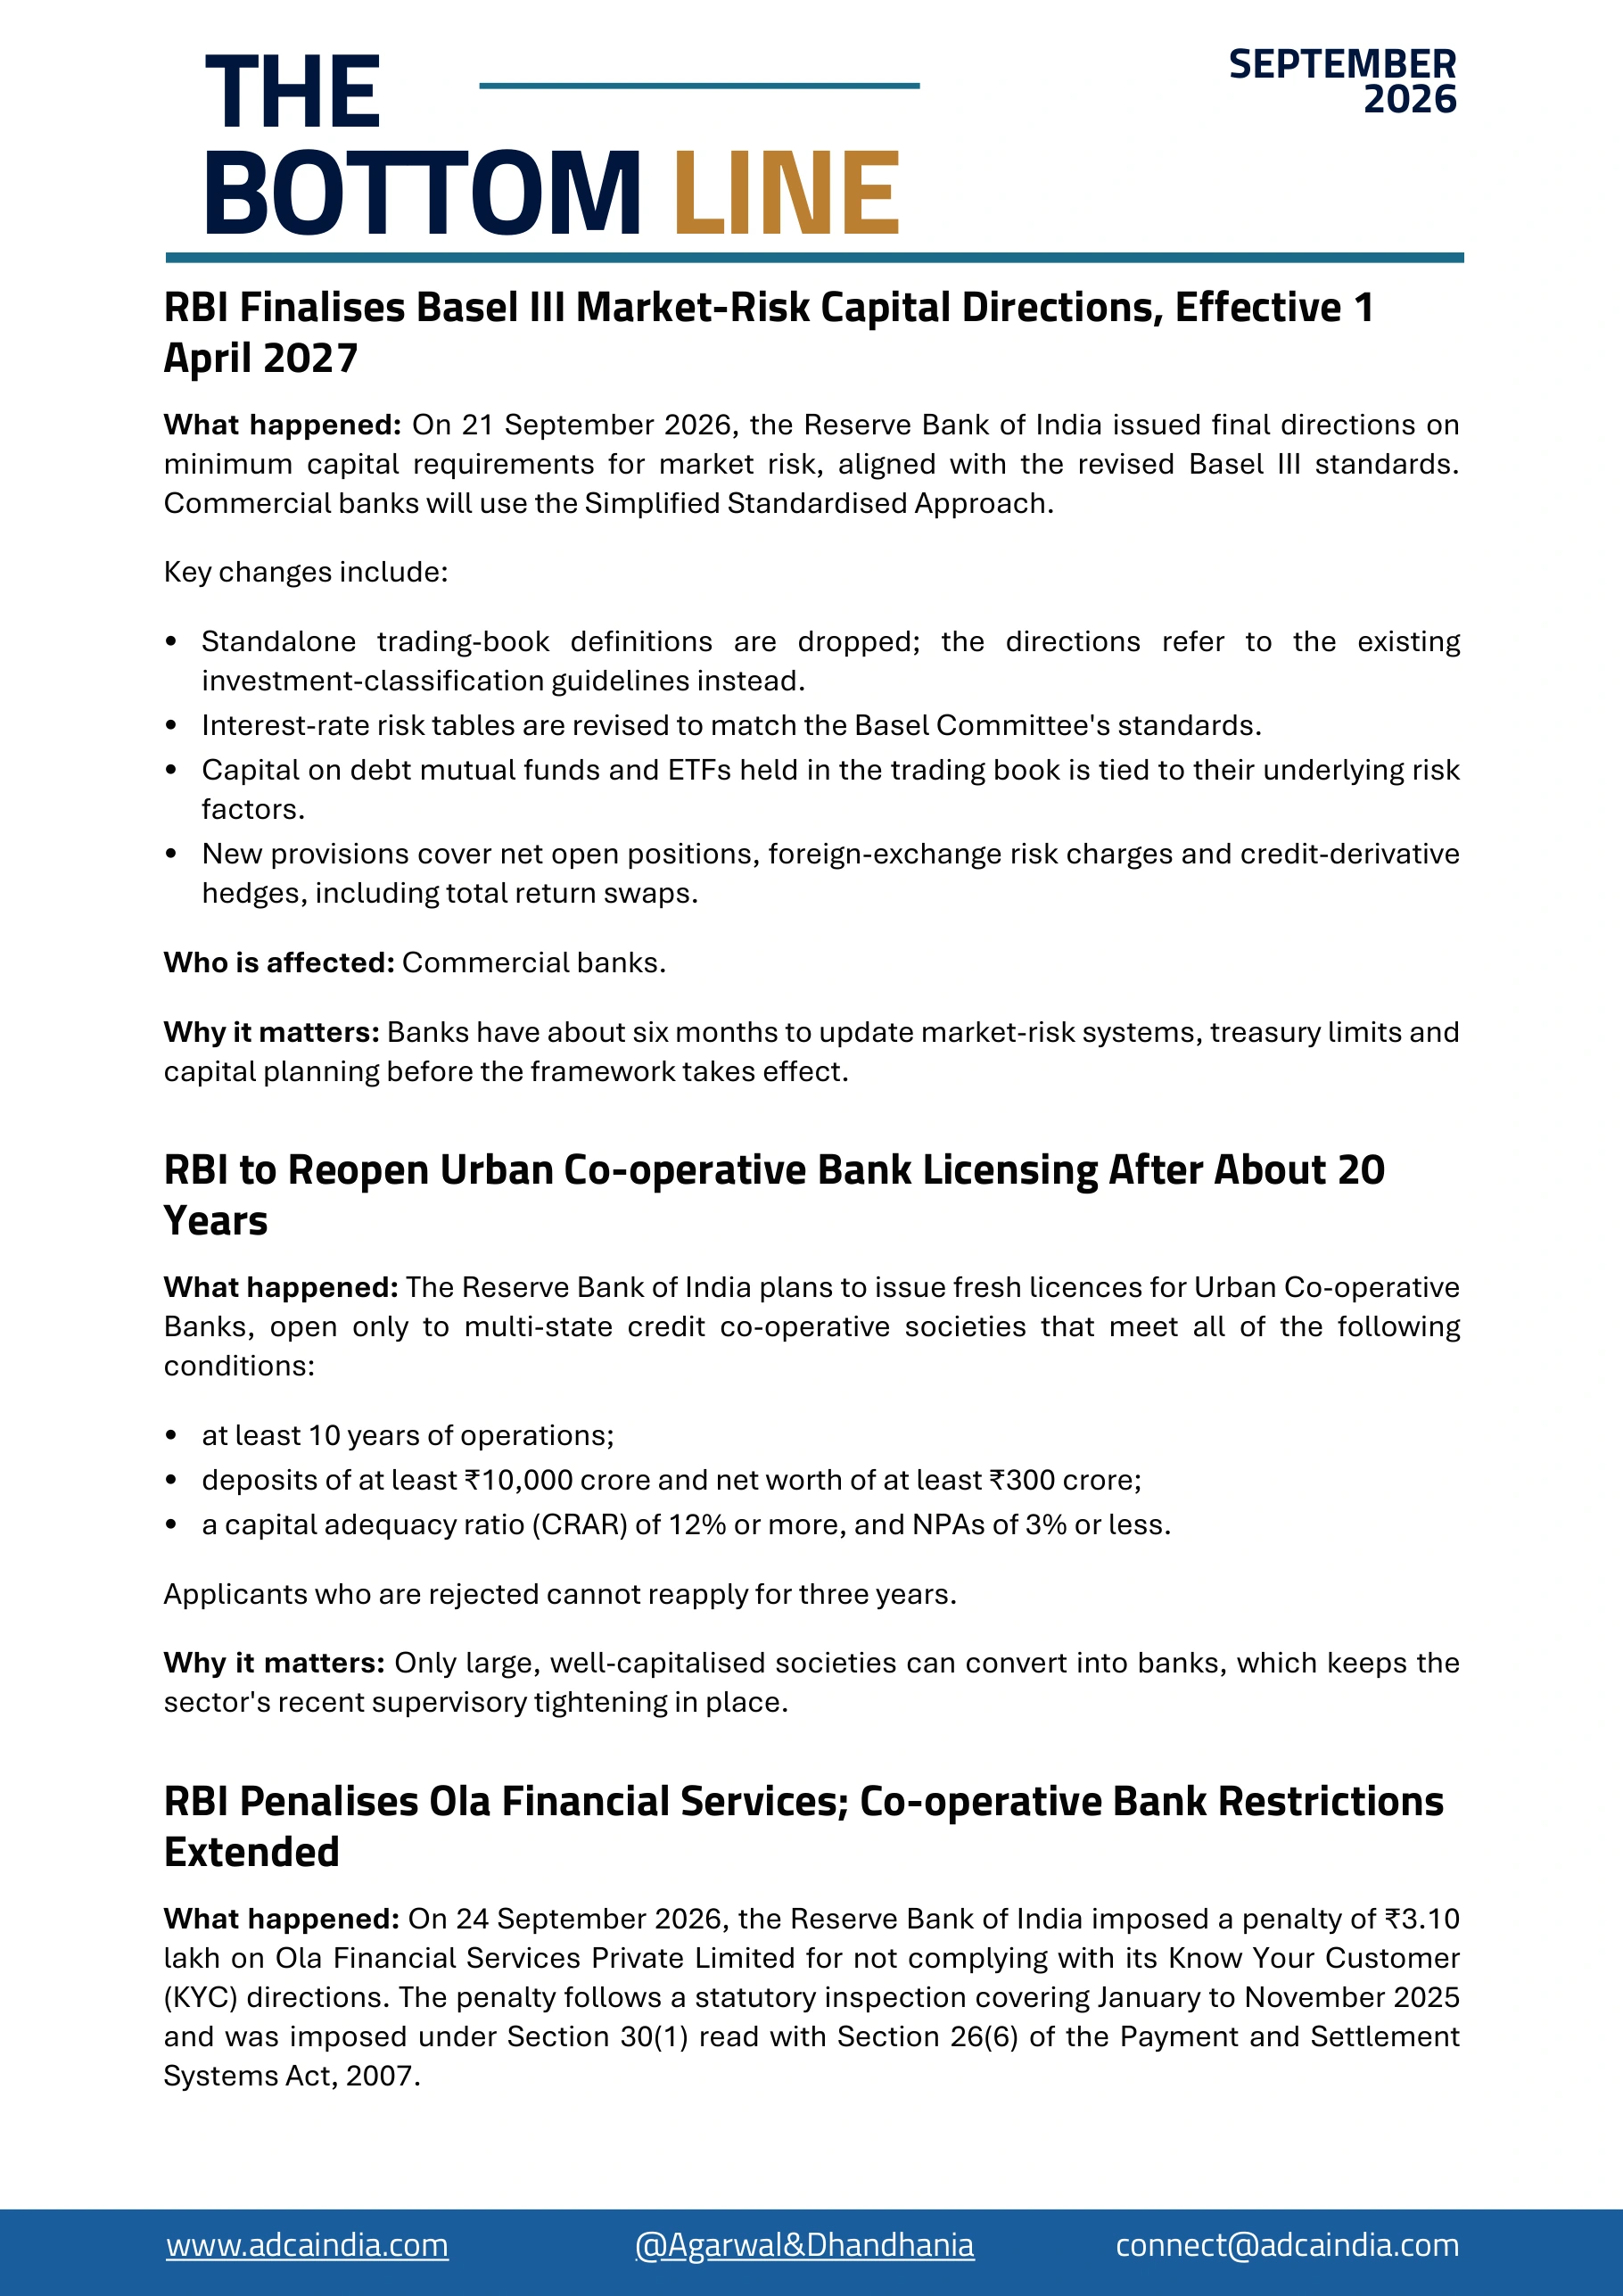 THE
BOTTOM LINE
SEPTEMBER
2026
RBI Finalises Basel III Market-Risk Capital Directions, Effective 1
April 2027
What happened: On 21 September 2026, the Reserve Bank of India issued final directions on
minimum capital requirements for market risk, aligned with the revised Basel III standards.
Commercial banks will use the Simplified Standardised Approach.
Key changes include:
• Standalone trading-book definitions are dropped; the directions refer to the existing
investment-classification guidelines instead.
• Interest-rate risk tables are revised to match the Basel Committee's standards.
• Capital on debt mutual funds and ETFs held in the trading book is tied to their underlying risk
factors.
• New provisions cover net open positions, foreign-exchange risk charges and credit-derivative
hedges, including total return swaps.
Who is affected: Commercial banks.
Why it matters: Banks have about six months to update market-risk systems, treasury limits and
capital planning before the framework takes effect.
RBI to Reopen Urban Co-operative Bank Licensing After About 20
Years
What happened: The Reserve Bank of India plans to issue fresh licences for Urban Co-operative
Banks, open only to multi-state credit co-operative societies that meet all of the following
conditions:
• at least 10 years of operations;
• deposits of at least ₹10,000 crore and net worth of at least ₹300 crore;
• a capital adequacy ratio (CRAR) of 12% or more, and NPAs of 3% or less.
Applicants who are rejected cannot reapply for three years.
Why it matters: Only large, well-capitalised societies can convert into banks, which keeps the
sector's recent supervisory tightening in place.
RBI Penalises Ola Financial Services; Co-operative Bank Restrictions
Extended
What happened: On 24 September 2026, the Reserve Bank of India imposed a penalty of ₹3.10
lakh on Ola Financial Services Private Limited for not complying with its Know Your Customer
(KYC) directions. The penalty follows a statutory inspection covering January to November 2025
and was imposed under Section 30(1) read with Section 26(6) of the Payment and Settlement
Systems Act, 2007.
www.adcaindia.com
@Agarwal&Dhandhania
connect@adcaindia.com